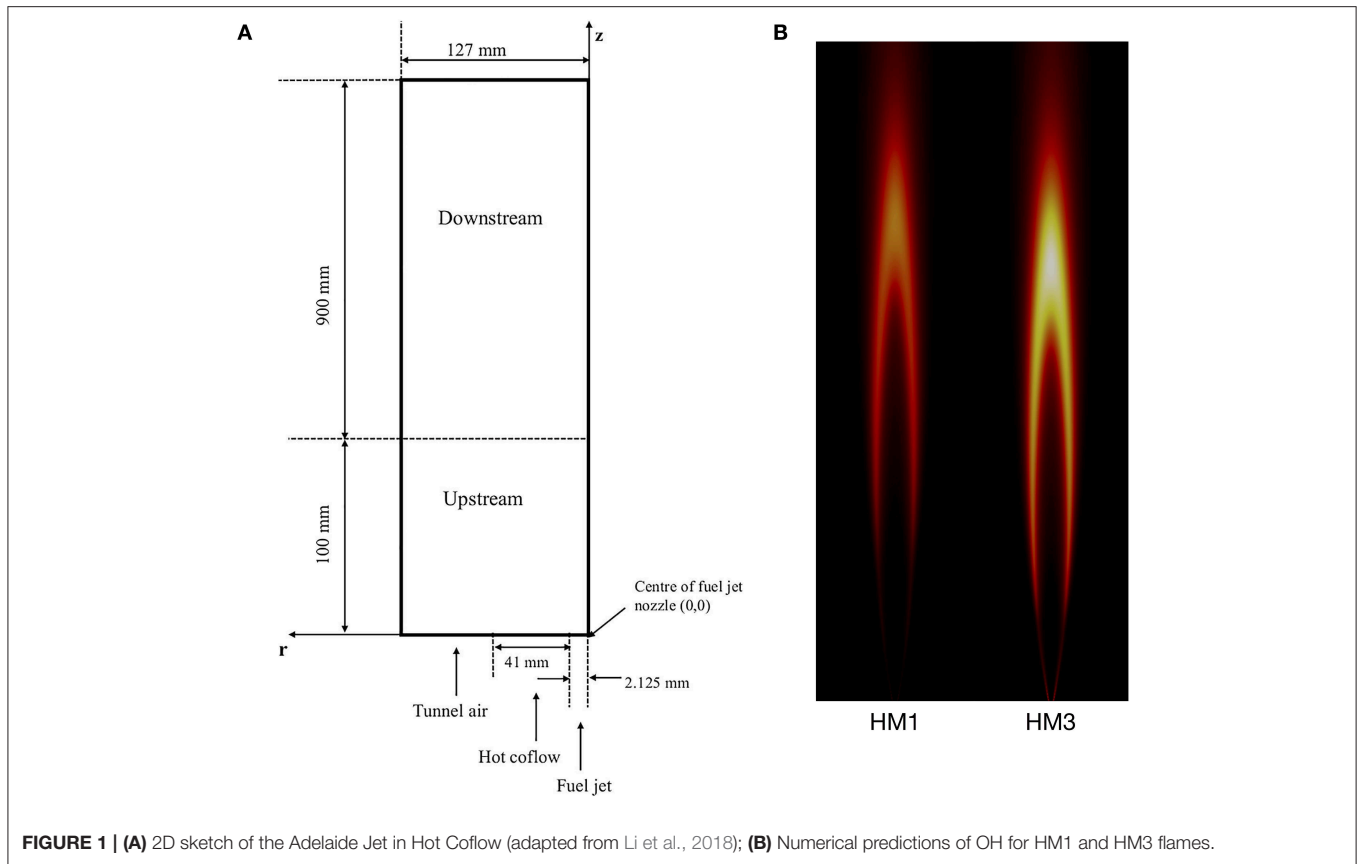 A
B
z
127 mm
Downstream
900 mm
Upstream
100 mm
Centre of fuel jet
nozzle (0,0)
r
41 mm
2.125 mm
Tunnel air
Hot coflow
Fuel jet
HM1
HM3
FIGURE 1 | (A) 2D sketch of the Adelaide Jet in Hot Coflow (adapted from Li et al., 2018); (B) Numerical predictions of OH for HM1 and HM3 flames.